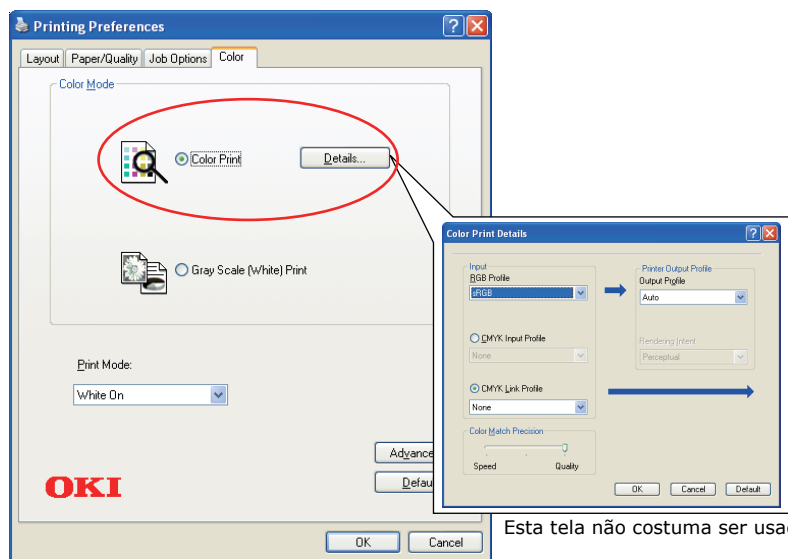 Printing Preferences
Layout Paper/Quality Job Options Color
Color Mode
Color Print
Details...
Gray Scale (White) Print
Print Mode:
White On
OKI
OK Cancel
Color Print Details
Input
RGB Profile
sRGB
CMYK Input Profile
None
CMYK Link Profile
None
Color Match Precision
Speed Quality
Printer Output Profile
Output Profile
Auto
Rendering Intent
Perceptual
OK Cancel Default
Esta tela não costuma ser